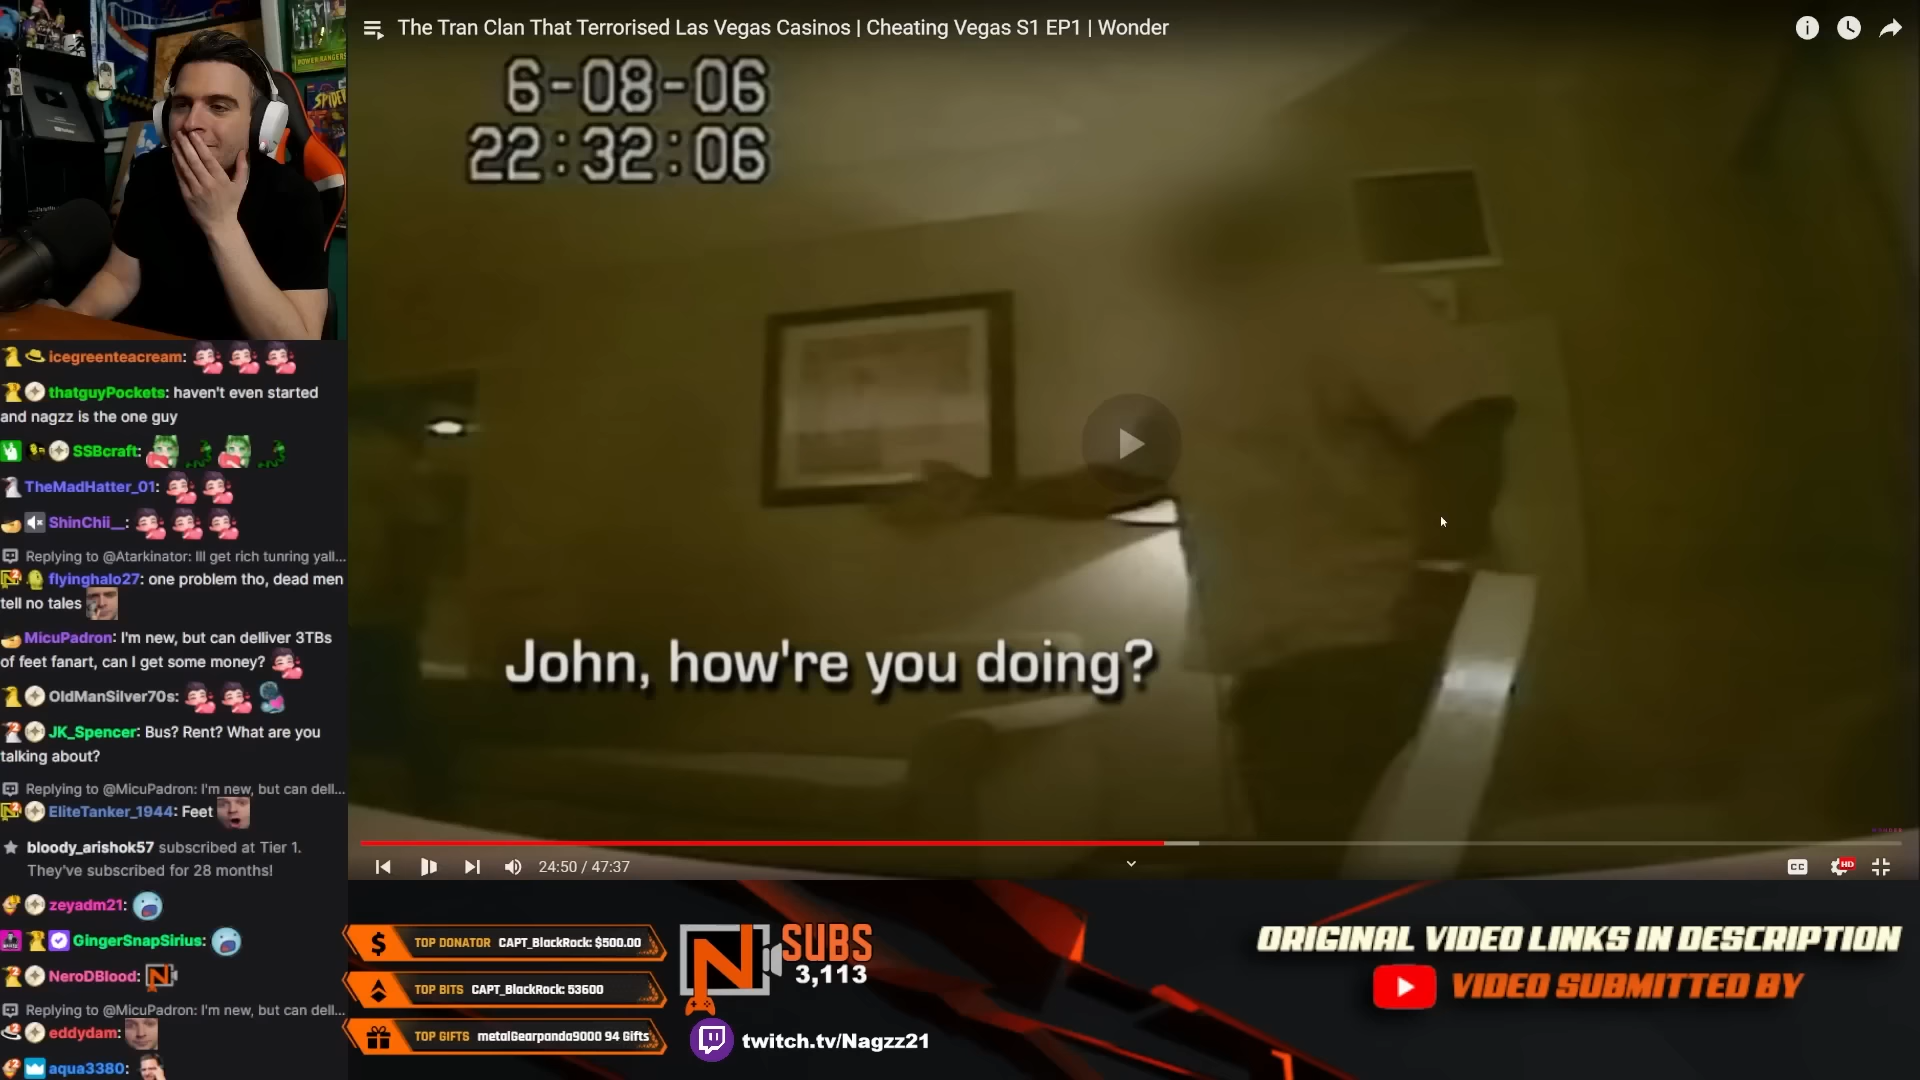 The Tran Clan That Terrorised Las Vegas Casinos | Cheating Vegas S1 EP1 | Wonder
6-08-06
22:32:06
POWER RANGERS
icegreenteacream:
thatguyPockets: haven't even started
and nagzz is the one guy
SSBcraft:
TheMadHatter_01:
ShinChii__:
Replying to @Atarkinator: Ill get rich tunring yall...
flyinghalo27: one problem tho, dead men
tell no tales
MicuPadron: I'm new, but can delliver 3TBs
of feet fanart, can I get some money?
OldManSilver70s:
JK_Spencer: Bus? Rent? What are you
talking about?
Replying to @MicuPadron: I'm new, but can dell...
EliteTanker_1944: Feet
bloody_arishok57 subscribed at Tier 1.
They've subscribed for 28 months!
zeyadm21:
GingerSnapSirius:
NeroDBlood:
Replying to @MicuPadron: I'm new, but can dell...
eddydam:
aqua3380:
John, how're you doing?
24:50 / 47:37
CC
HD
$ TOP DONATOR CAPT_BlackRock: $500.00
TOP BITS CAPT_BlackRock: 53600
TOP GIFTS metalGearpanda9000 94 Gifts
N SUBS
3,113
twitch.tv/Nagzz21
ORIGINAL VIDEO LINKS IN DESCRIPTION
VIDEO SUBMITTED BY